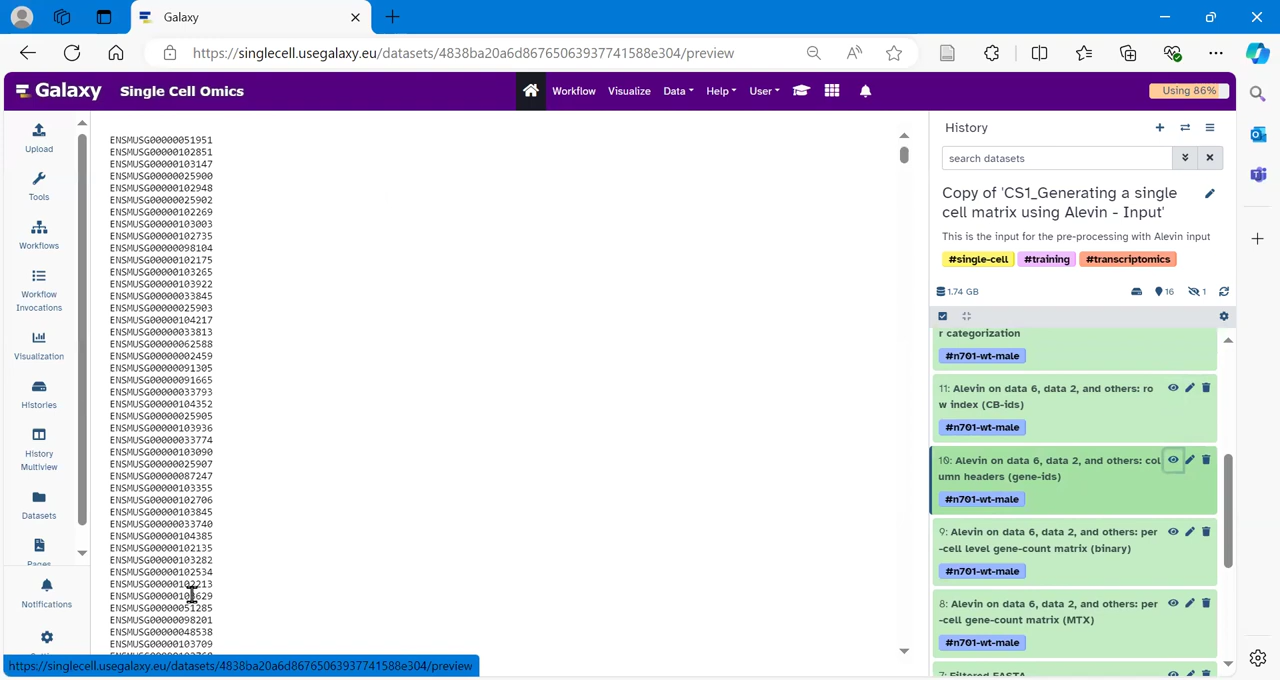 Galaxy
https://singlecell.usegalaxy.eu/datasets/4838ba20a6d86765063937741588e304/preview
Galaxy
Single Cell Omics
Workflow
Visualize
Data
Help
User
Using 86%
Upload
Tools
Workflows
Workflow
Invocations
Visualization
Histories
History
Multiview
Datasets
Pages
Notifications
ENSMUSG00000051951
ENSMUSG00000102851
ENSMUSG00000103147
ENSMUSG00000025900
ENSMUSG00000102948
ENSMUSG00000025902
ENSMUSG00000102269
ENSMUSG00000103003
ENSMUSG00000102735
ENSMUSG00000098104
ENSMUSG00000102175
ENSMUSG00000103265
ENSMUSG00000103922
ENSMUSG00000033845
ENSMUSG00000025903
ENSMUSG00000104217
ENSMUSG00000033813
ENSMUSG00000062588
ENSMUSG00000002459
ENSMUSG00000091305
ENSMUSG00000091665
ENSMUSG00000033793
ENSMUSG00000104352
ENSMUSG00000025905
ENSMUSG00000103936
ENSMUSG00000033774
ENSMUSG00000103090
ENSMUSG00000025907
ENSMUSG00000087247
ENSMUSG00000103355
ENSMUSG00000102706
ENSMUSG00000103845
ENSMUSG00000033740
ENSMUSG00000104385
ENSMUSG00000102135
ENSMUSG00000103282
ENSMUSG00000102534
ENSMUSG00000102213
ENSMUSG00000051285
ENSMUSG00000098201
ENSMUSG00000048538
ENSMUSG00000103709
https://singlecell.usegalaxy.eu/datasets/4838ba20a6d86765063937741588e304/preview
History
search datasets
Copy of 'CS1_Generating a single
cell matrix using Alevin - Input'
This is the input for the pre-processing with Alevin input
#single-cell #training #transcriptomics
1.74 GB
16
1
r categorization
#n701-wt-male
11: Alevin on data 6, data 2, and others: ro
w index (CB-ids)
#n701-wt-male
10: Alevin on data 6, data 2, and others: col
umn headers (gene-ids)
#n701-wt-male
9: Alevin on data 6, data 2, and others: per
-cell level gene-count matrix (binary)
#n701-wt-male
8: Alevin on data 6, data 2, and others: per
-cell gene-count matrix (MTX)
#n701-wt-male
7: Filtered FASTA